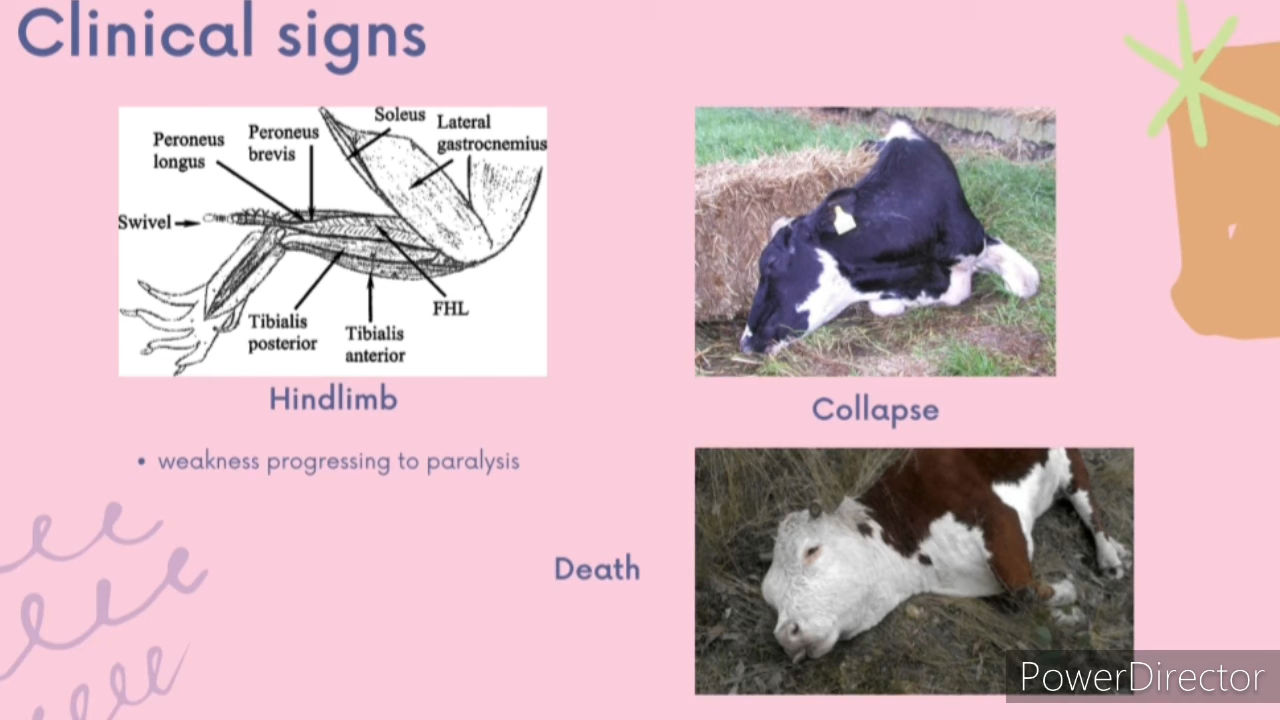 Clinical signs
Soleus
Lateral
gastrocnemius
Peroneus
longus
Peroneus
brevis
Swivel
FHL
Tibialis
posterior
Tibialis
anterior
Hindlimb
Collapse
• weakness progressing to paralysis
Death
PowerDirector